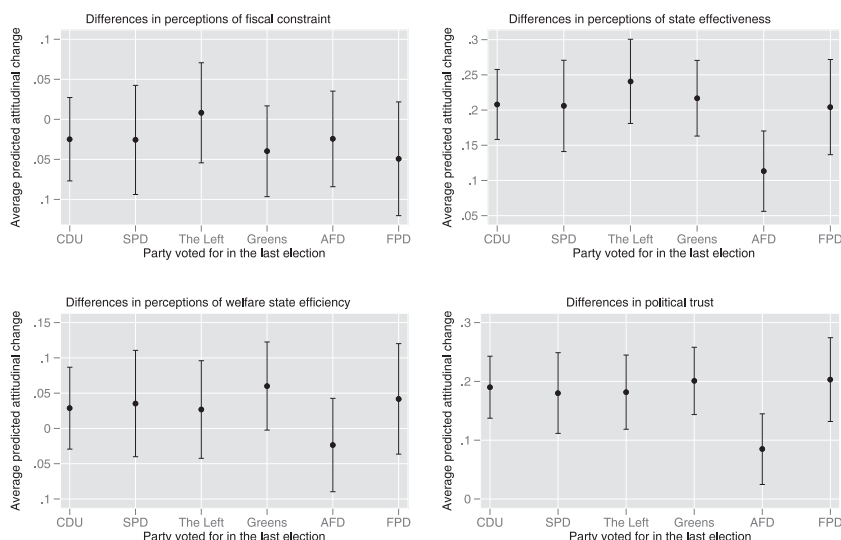 Differences in perceptions of fiscal constraint
Average predicted attitudinal change
.1
.05
0
.05
.1
CDU SPD The Left Greens AFD FPD
Party voted for in the last election
Differences in perceptions of state effectiveness
Average predicted attitudinal change
.3
.25
.2
.15
.1
.05
CDU SPD The Left Greens AFD FPD
Party voted for in the last election
Differences in perceptions of welfare state efficiency
Average predicted attitudinal change
.15
.1
.05
0
.05
.1
CDU SPD The Left Greens AFD FPD
Party voted for in the last election
Differences in political trust
Average predicted attitudinal change
.3
.2
.1
0
CDU SPD The Left Greens AFD FPD
Party voted for in the last election